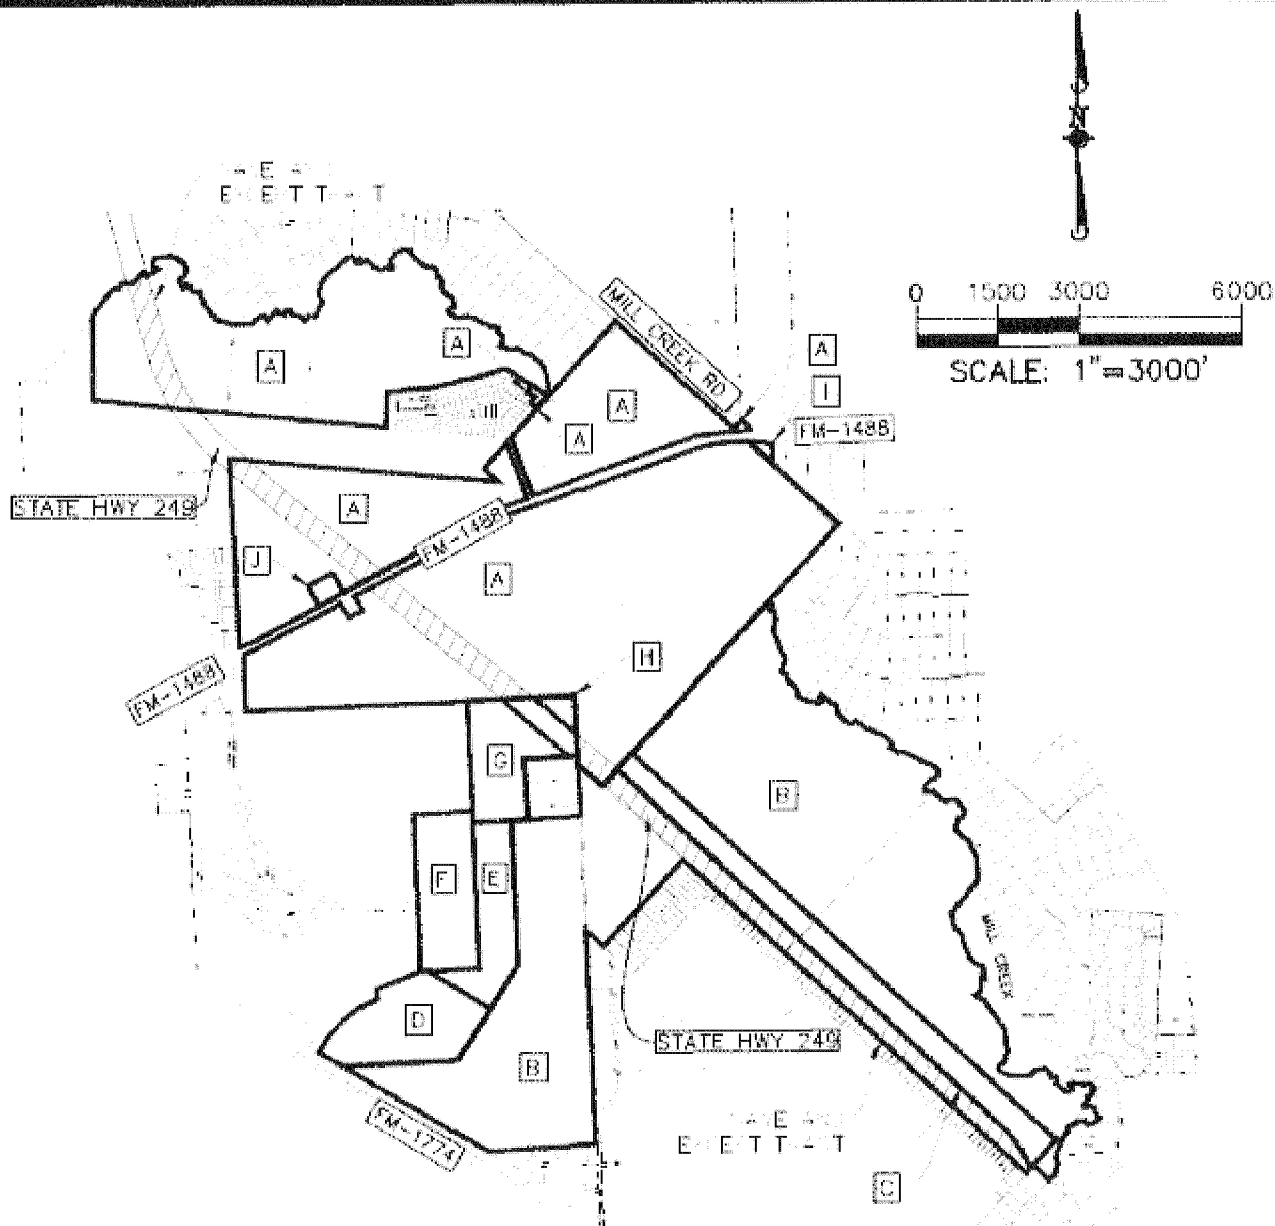 N
0 1500 3000 6000
SCALE: 1"=3000'
MILL CREEK RD
A
I
FM-1488
A
A
A
A
STATE HWY 249
A
FM-1488
J
A
H
FM-1488
G
B
F
E
MILL CREEK
D
STATE HWY 249
B
FM-1774
C